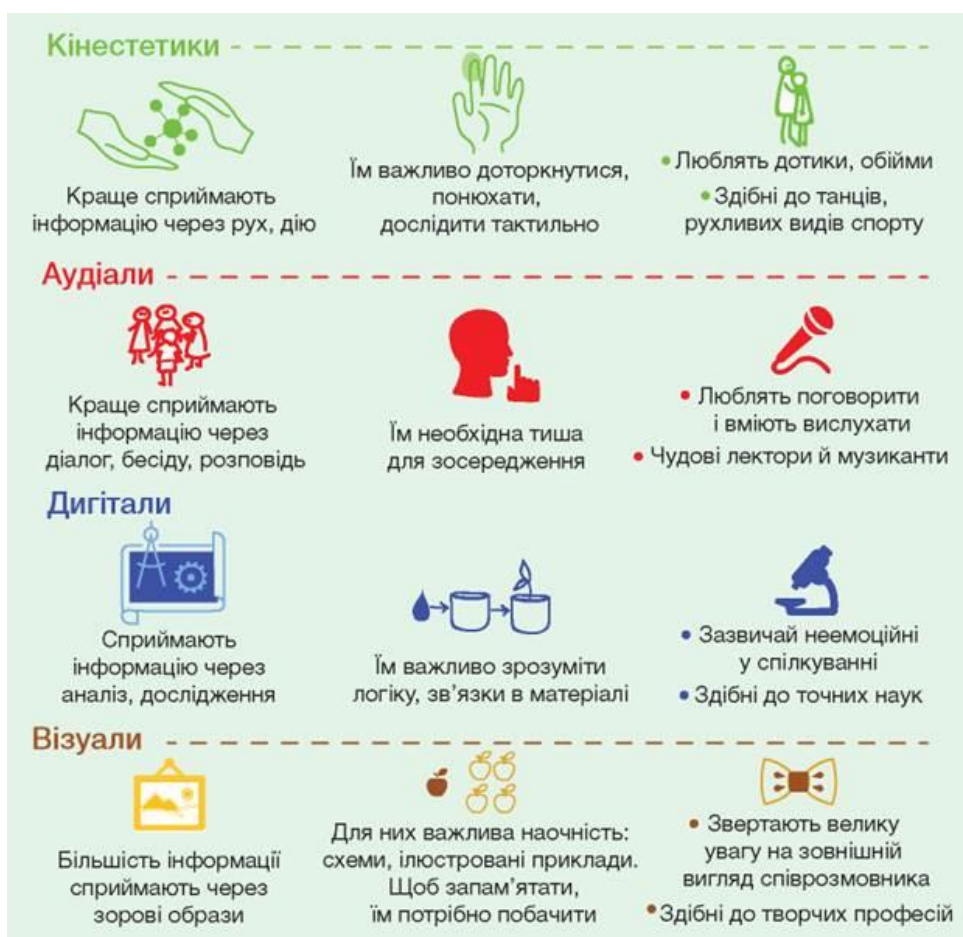 Кінестетики
Краще сприймають
інформацію через рух, дію
Їм важливо доторкнутися,
понюхати,
дослідити тактильно
• Люблять дотики, обійми
• Здібні до танців,
рухливих видів спорту
Аудіали
Краще сприймають
інформацію через
діалог, бесіду, розповідь
Їм необхідна тиша
для зосередження
• Люблять поговорити
і вміють вислухати
• Чудові лектори й музиканти
Дигітали
Сприймають
інформацію через
аналіз, дослідження
Їм важливо зрозуміти
логіку, зв’язки в матеріалі
• Зазвичай неемоційні
у спілкуванні
• Здібні до точних наук
Візуали
Більшість інформації
сприймають через
зорові образи
Для них важлива наочність:
схеми, ілюстровані приклади.
Щоб запам’ятати,
їм потрібно побачити
• Звертають велику
увагу на зовнішній
вигляд співрозмовника
• Здібні до творчих професій